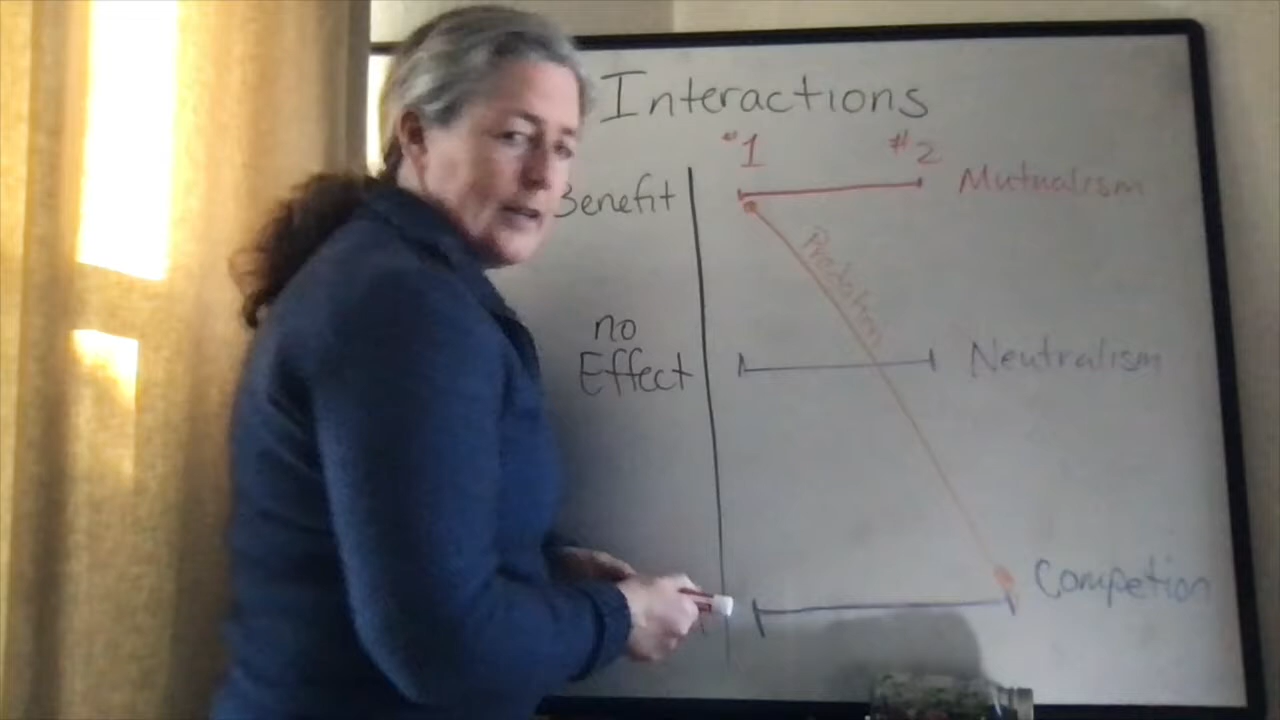 Interactions
#1 #2
Benefit Mutualism
Predation
no
Effect Neutralism
Competion